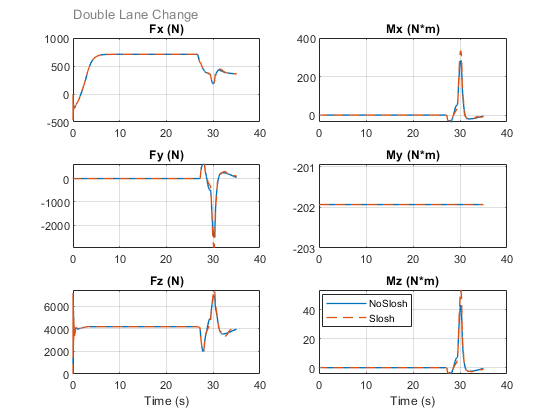 Double Lane Change
Fx (N)
1000
500
0
-500
0 10 20 30 40
Mx (N*m)
400
200
0
0 10 20 30 40
Fy (N)
0
-1000
-2000
0 10 20 30 40
My (N*m)
-201
-202
-203
0 10 20 30 40
Fz (N)
6000
4000
2000
0
0 10 20 30 40
Time (s)
Mz (N*m)
40
20
0
NoSlosh
Slosh
0 10 20 30 40
Time (s)